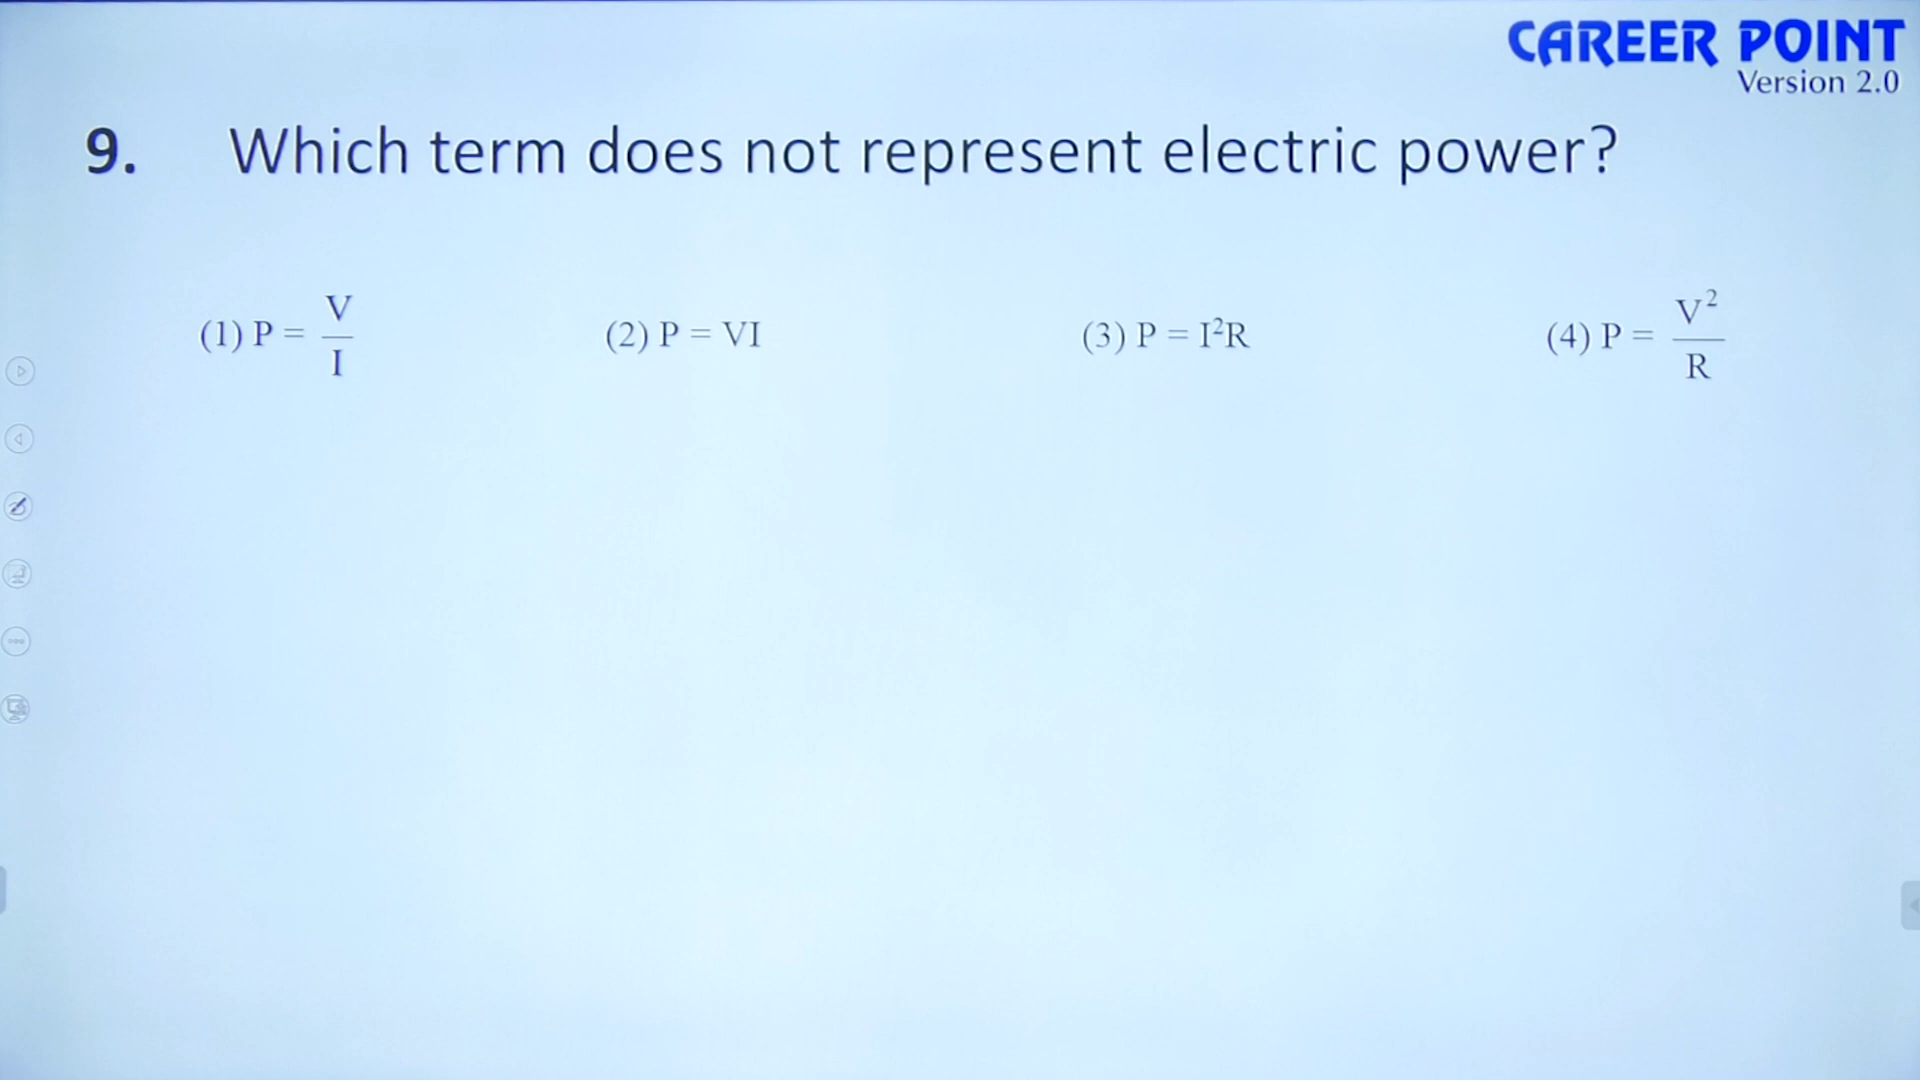 CAREER POINT
Version 2.0
9. Which term does not represent electric power?
(1) P = V/I (2) P = VI (3) P = I²R (4) P = V²/R